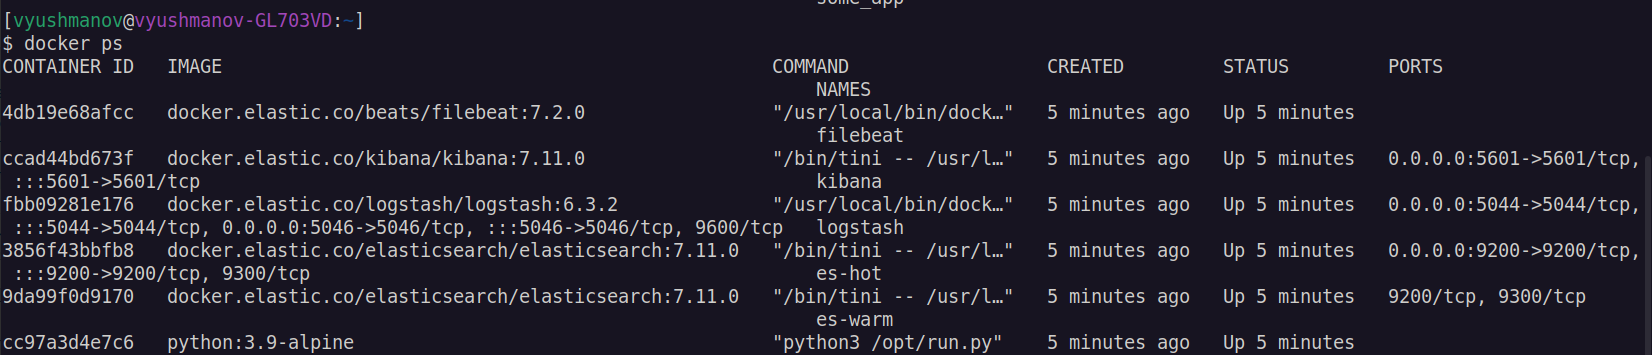 some_app
[vyushmanov@vyushmanov-GL703VD:~]
$ docker ps
CONTAINER ID   IMAGE                                                  COMMAND                  CREATED         STATUS         PORTS
NAMES
4db19e68afcc   docker.elastic.co/beats/filebeat:7.2.0                 "/usr/local/bin/dock…"   5 minutes ago   Up 5 minutes
filebeat
ccad44bd673f   docker.elastic.co/kibana/kibana:7.11.0                 "/bin/tini -- /usr/l…"   5 minutes ago   Up 5 minutes   0.0.0.0:5601->5601/tcp,
:::5601->5601/tcp                                                        kibana
fbb09281e176   docker.elastic.co/logstash/logstash:6.3.2              "/usr/local/bin/dock…"   5 minutes ago   Up 5 minutes   0.0.0.0:5044->5044/tcp,
:::5044->5044/tcp, 0.0.0.0:5046->5046/tcp, :::5046->5046/tcp, 9600/tcp   logstash
3856f43bbfb8   docker.elastic.co/elasticsearch/elasticsearch:7.11.0   "/bin/tini -- /usr/l…"   5 minutes ago   Up 5 minutes   0.0.0.0:9200->9200/tcp,
:::9200->9200/tcp, 9300/tcp                                              es-hot
9da99f0d9170   docker.elastic.co/elasticsearch/elasticsearch:7.11.0   "/bin/tini -- /usr/l…"   5 minutes ago   Up 5 minutes   9200/tcp, 9300/tcp
es-warm
cc97a3d4e7c6   python:3.9-alpine                                      "python3 /opt/run.py"    5 minutes ago   Up 5 minutes